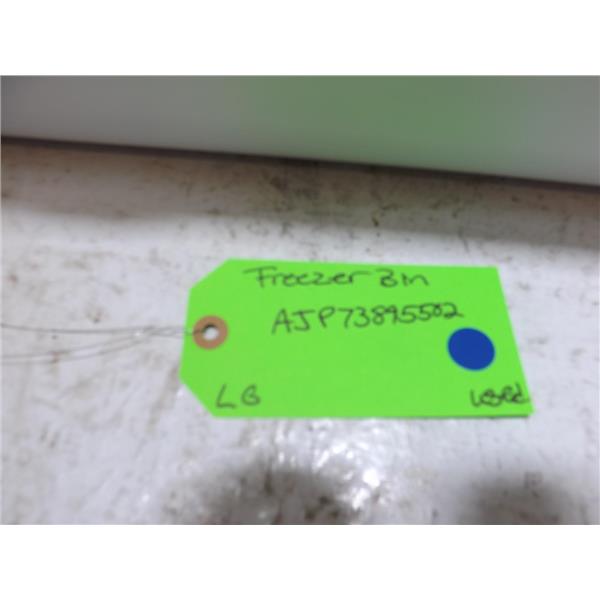 Freezer Bin
AJP73895502
LG
Used